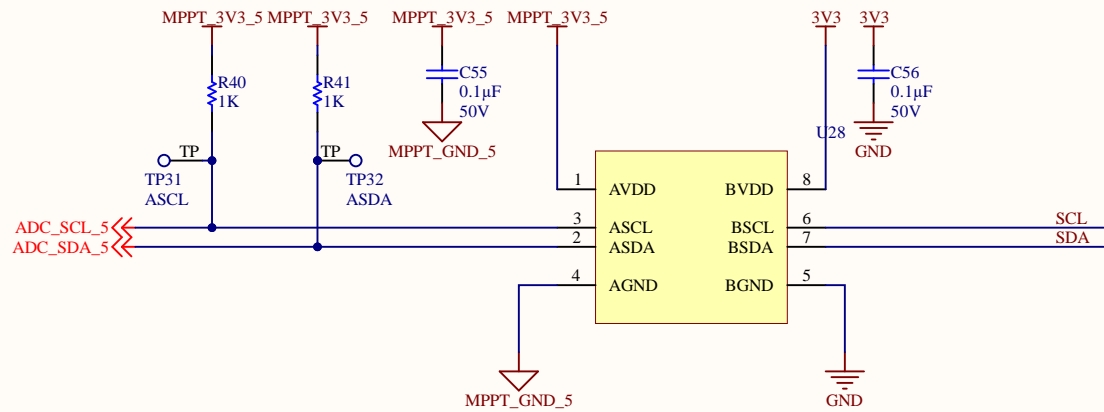 MPPT_3V3_5 MPPT_3V3_5 MPPT_3V3_5 MPPT_3V3_5 3V3 3V3
R40
1K
R41
1K
C55
0.1µF
50V
C56
0.1µF
50V
MPPT_GND_5
GND
U28
TP
TP31
ASCL
TP
TP32
ASDA
1 AVDD BVDD 8
ADC_SCL_5 3 ASCL BSCL 6 SCL
ADC_SDA_5 2 ASDA BSDA 7 SDA
4 AGND BGND 5
MPPT_GND_5 GND